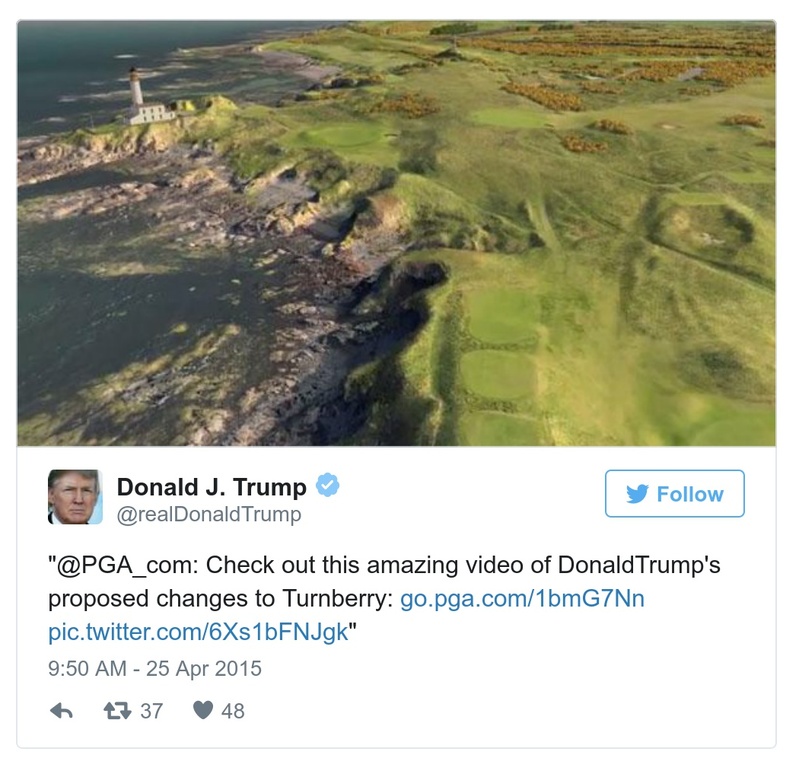 Donald J. Trump
@realDonaldTrump
Follow
"@PGA_com: Check out this amazing video of DonaldTrump's
proposed changes to Turnberry: go.pga.com/1bmG7Nn
pic.twitter.com/6Xs1bFNJgk"
9:50 AM - 25 Apr 2015
37 48